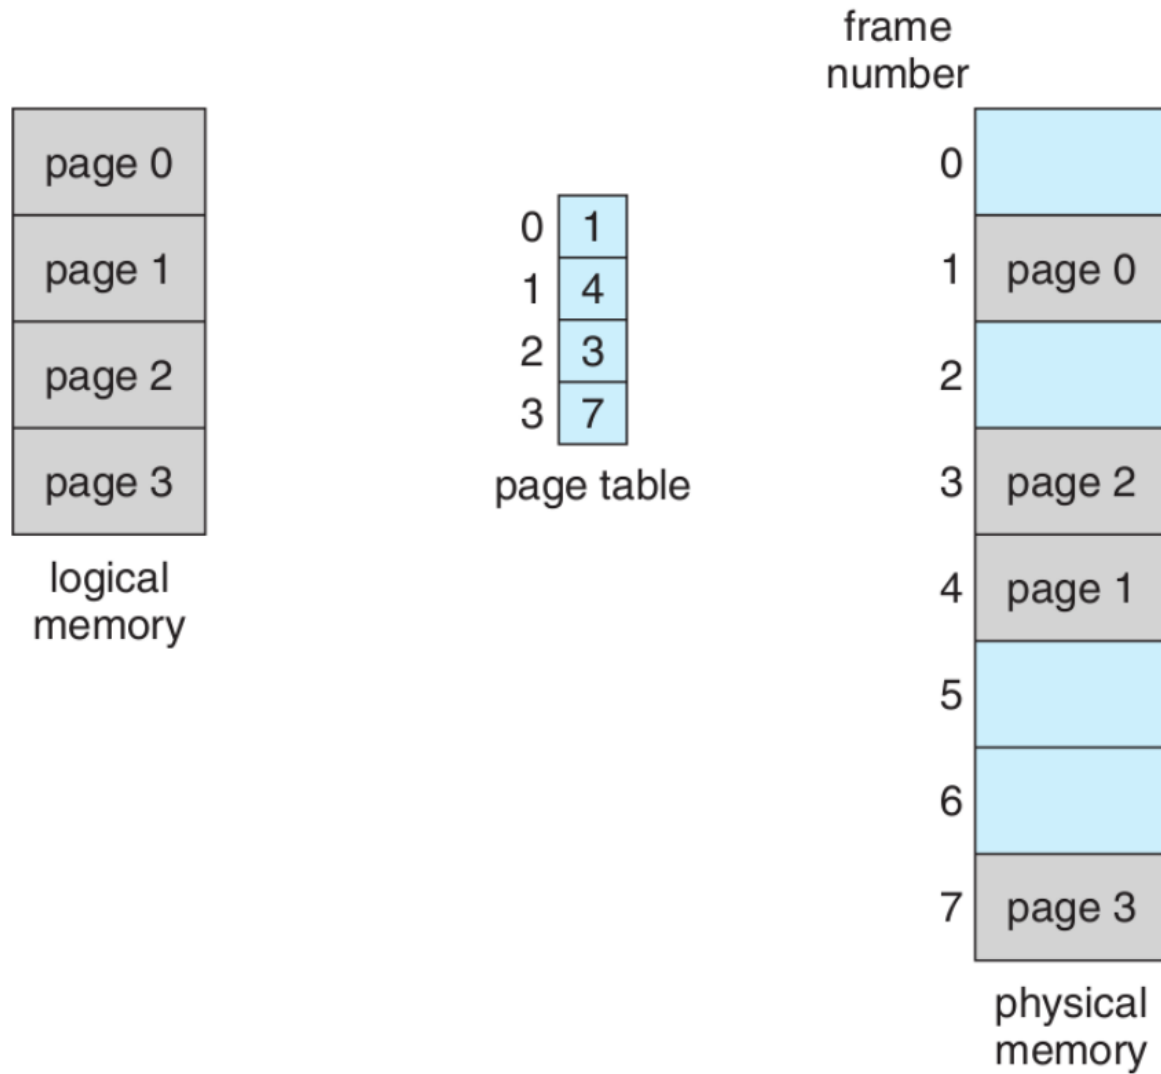 page 0
page 1
page 2
page 3
logical
memory
0 1
1 4
2 3
3 7
page table
frame
number
0
1 page 0
2
3 page 2
4 page 1
5
6
7 page 3
physical
memory